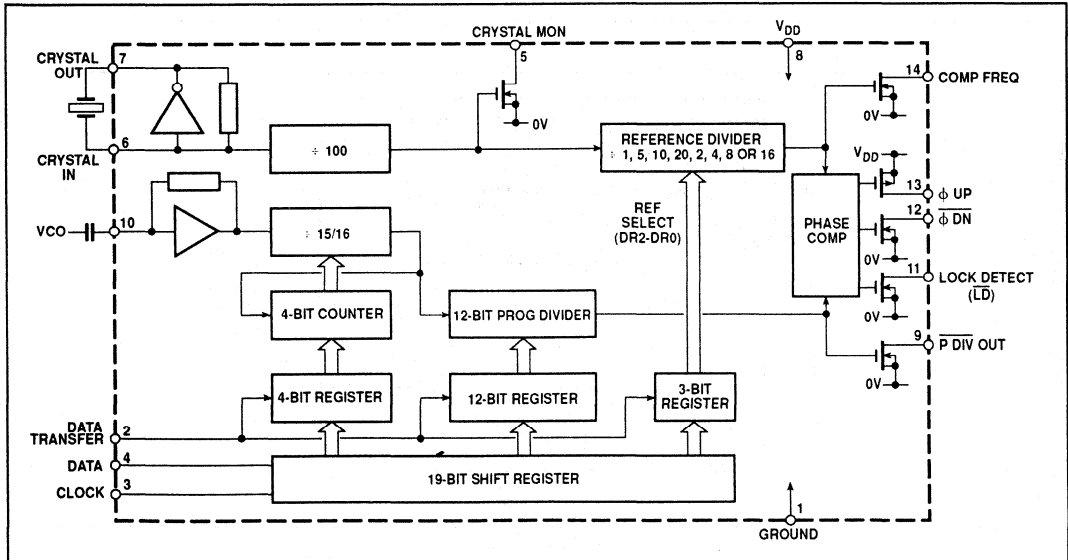 CRYSTAL MON
5
V DD
8
CRYSTAL
OUT
7
14
COMP FREQ
0V
0V
6
CRYSTAL
IN
÷ 100
REFERENCE DIVIDER
÷ 1, 5, 10, 20, 2, 4, 8 OR 16
V DD
13
φ UP
VCO
10
÷ 15/16
REF
SELECT
(DR2-DR0)
PHASE
COMP
12
φ DN
0V
11
LOCK DETECT
(LD)
4-BIT COUNTER
12-BIT PROG DIVIDER
0V
9
P DIV OUT
0V
4-BIT REGISTER
12-BIT REGISTER
3-BIT
REGISTER
DATA
TRANSFER
2
DATA
4
19-BIT SHIFT REGISTER
CLOCK
3
1
GROUND